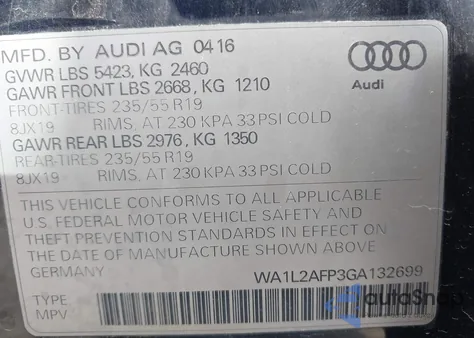 MFD. BY AUDI AG 04 16
GVWR LBS 5423, KG 2460
GAWR FRONT LBS 2668, KG 1210
FRONT-TIRES 235/55 R19
8JX19 RIMS, AT 230 KPA 33 PSI COLD
GAWR REAR LBS 2976, KG 1350
REAR-TIRES 235/55 R19
8JX19 RIMS, AT 230 KPA 33 PSI COLD
Audi
THIS VEHICLE CONFORMS TO ALL APPLICABLE
U.S. FEDERAL MOTOR VEHICLE SAFETY AND
THEFT PREVENTION STANDARDS IN EFFECT ON
THE DATE OF MANUFACTURE SHOWN ABOVE
GERMANY WA1L2AFP3GA132699
TYPE
MPV
autoSnap